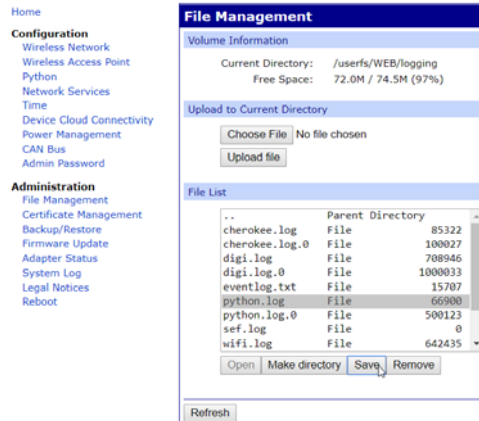 Home
Configuration
Wireless Network
Wireless Access Point
Python
Network Services
Time
Device Cloud Connectivity
Power Management
CAN Bus
Admin Password
Administration
File Management
Certificate Management
Backup/Restore
Firmware Update
Adapter Status
System Log
Legal Notices
Reboot
File Management
Volume Information
Current Directory: /userfs/WEB/logging
Free Space: 72.0M / 74.5M (97%)
Upload to Current Directory
Choose File No file chosen
Upload file
File List
.. Parent Directory
cherokee.log File 85322
cherokee.log.0 File 100027
digi.log File 708946
digi.log.0 File 1000033
eventlog.txt File 15707
python.log File 66900
python.log.0 File 500123
sef.log File 0
wifi.log File 642435
Open Make directory Save Remove
Refresh